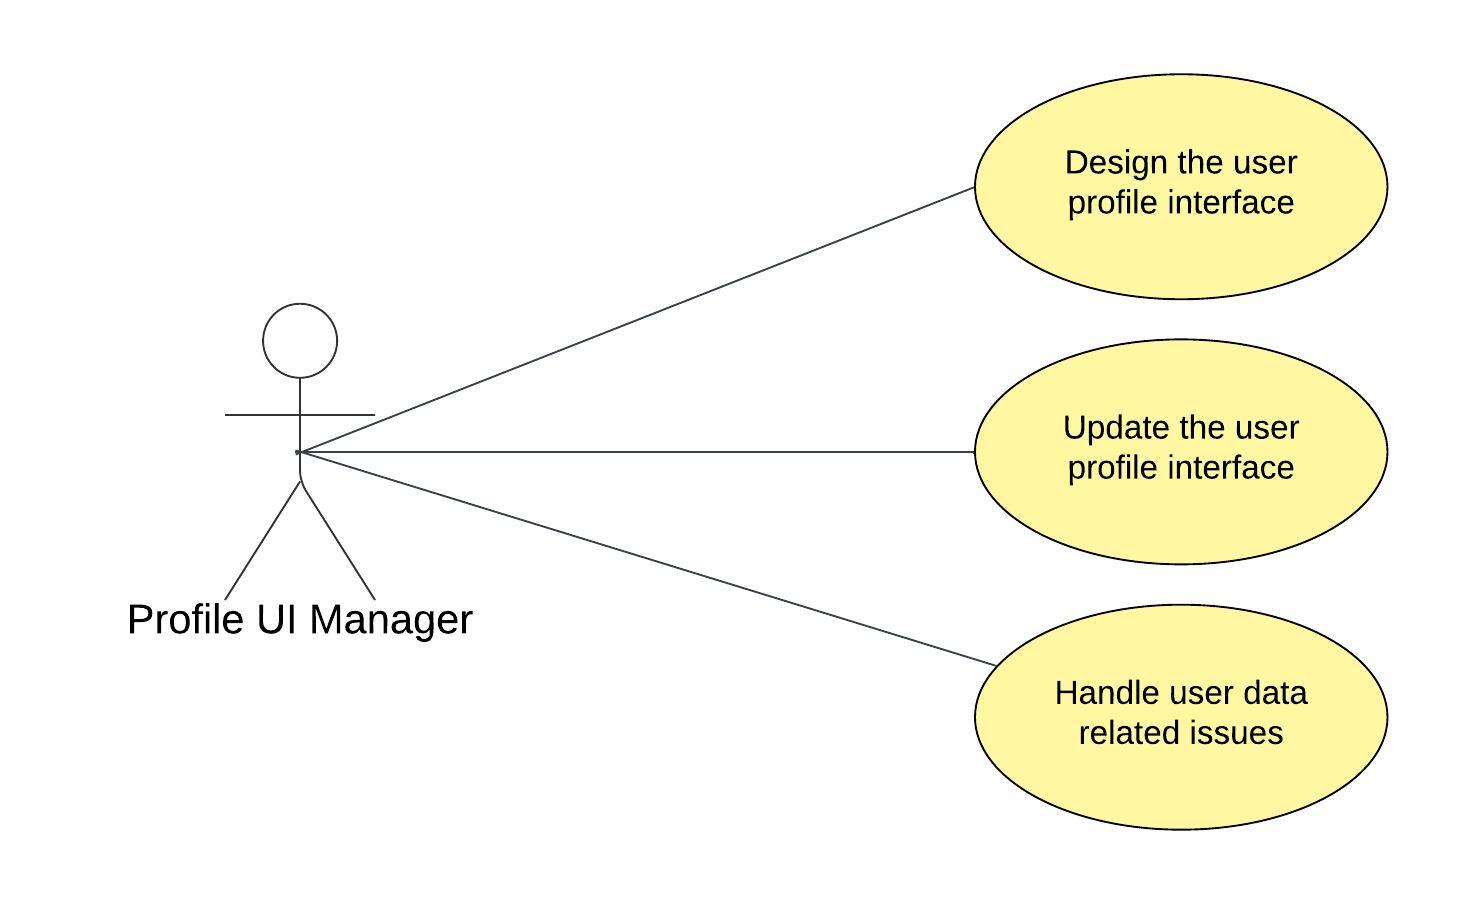 Design the user
profile interface
Update the user
profile interface
Profile UI Manager
Handle user data
related issues